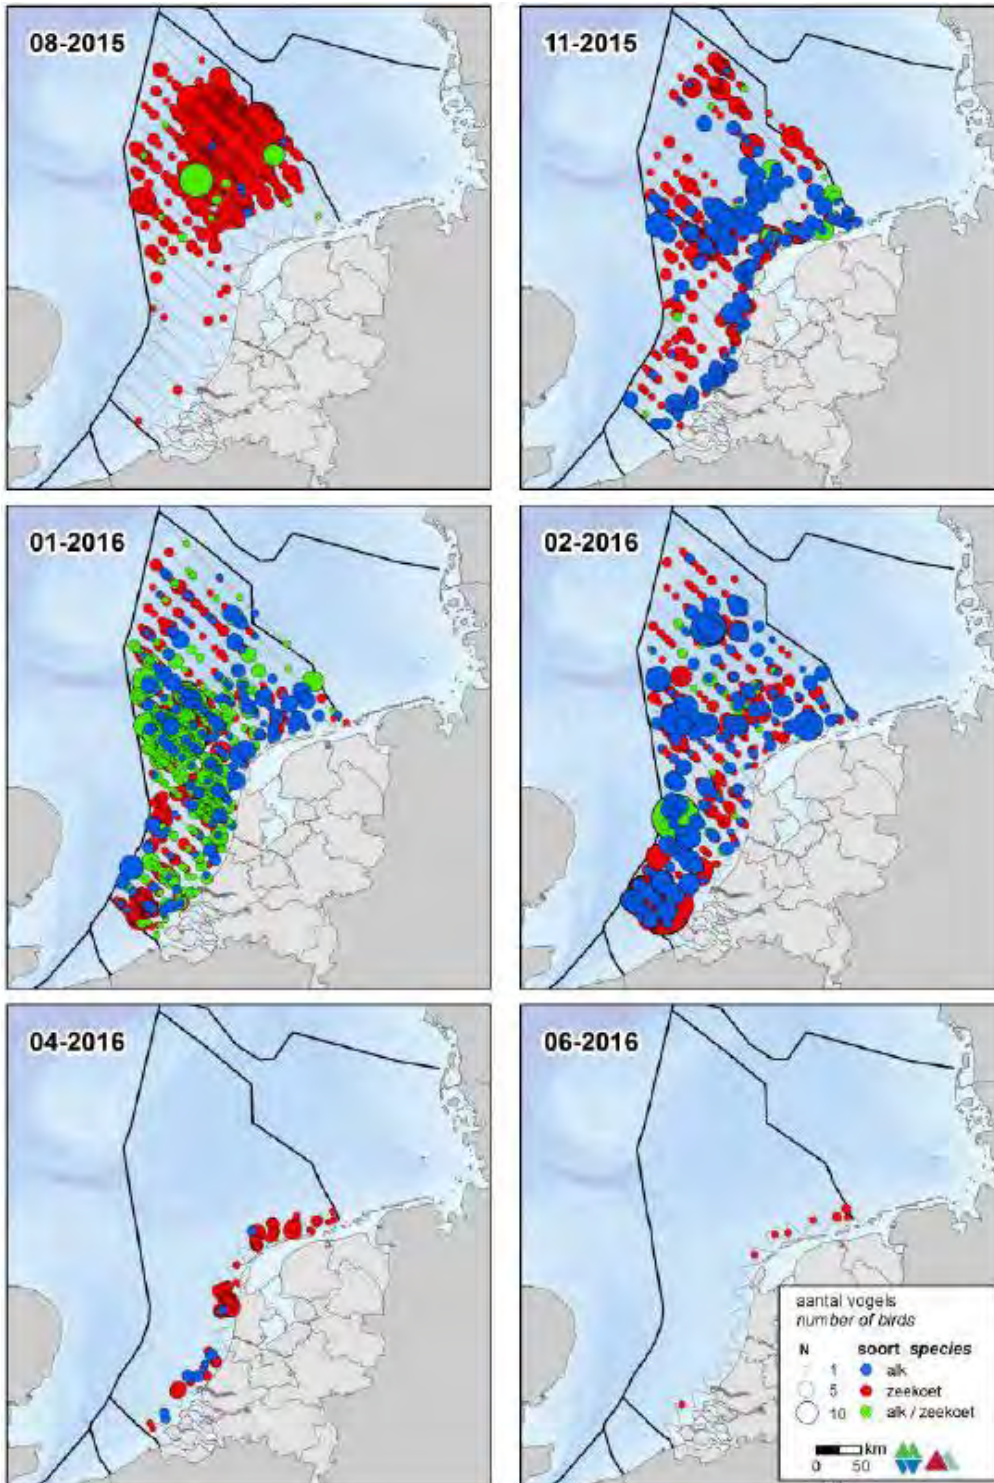 08-2015
11-2015
01-2016
02-2016
04-2016
06-2016
aantal vogels
number of birds
N soort species
1 alk
5 zeekoet
10 alk / zeekoet
km
0 50